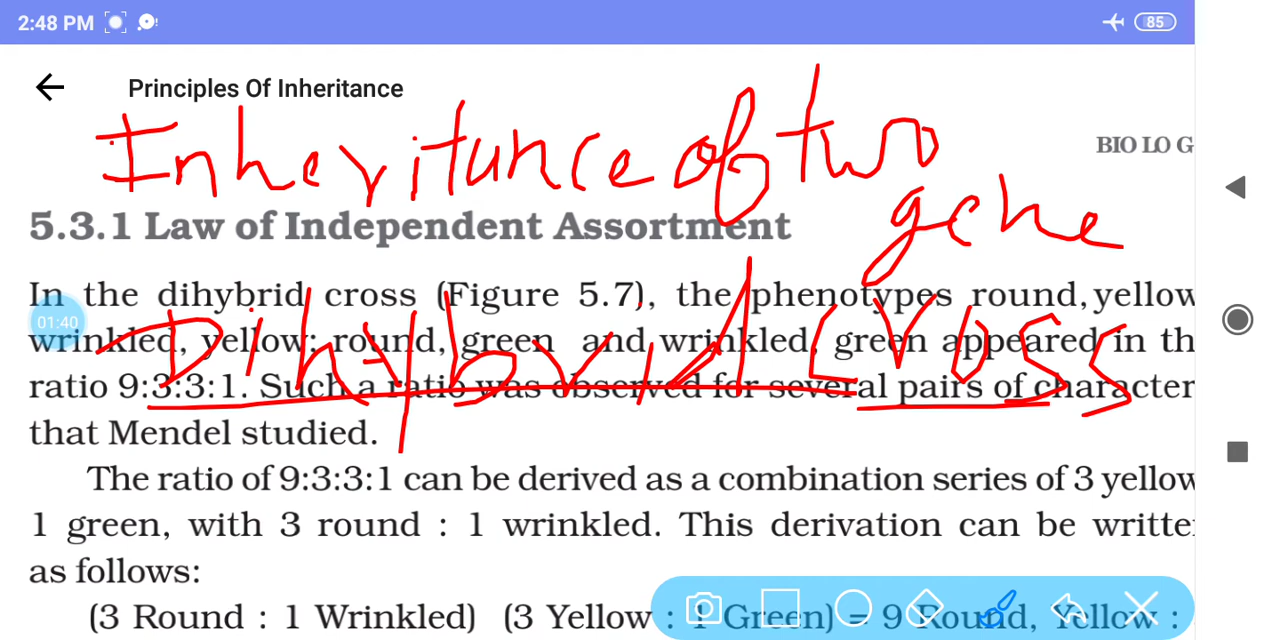 2:48 PM 85
Principles Of Inheritance
Inheritance of two
BIO LO G
gene
5.3.1 Law of Independent Assortment
In the dihybrid cross (Figure 5.7), the phenotypes round, yellow
01:40
Dihybrid cross
wrinkled, yellow; round, green and wrinkled, green appeared in th
ratio 9:3:3:1. Such a ratio was observed for several pairs of character
that Mendel studied.
The ratio of 9:3:3:1 can be derived as a combination series of 3 yellow
1 green, with 3 round : 1 wrinkled. This derivation can be writte
as follows:
(3 Round : 1 Wrinkled) (3 Yellow : 1 Green) = 9 Round, Yellow :